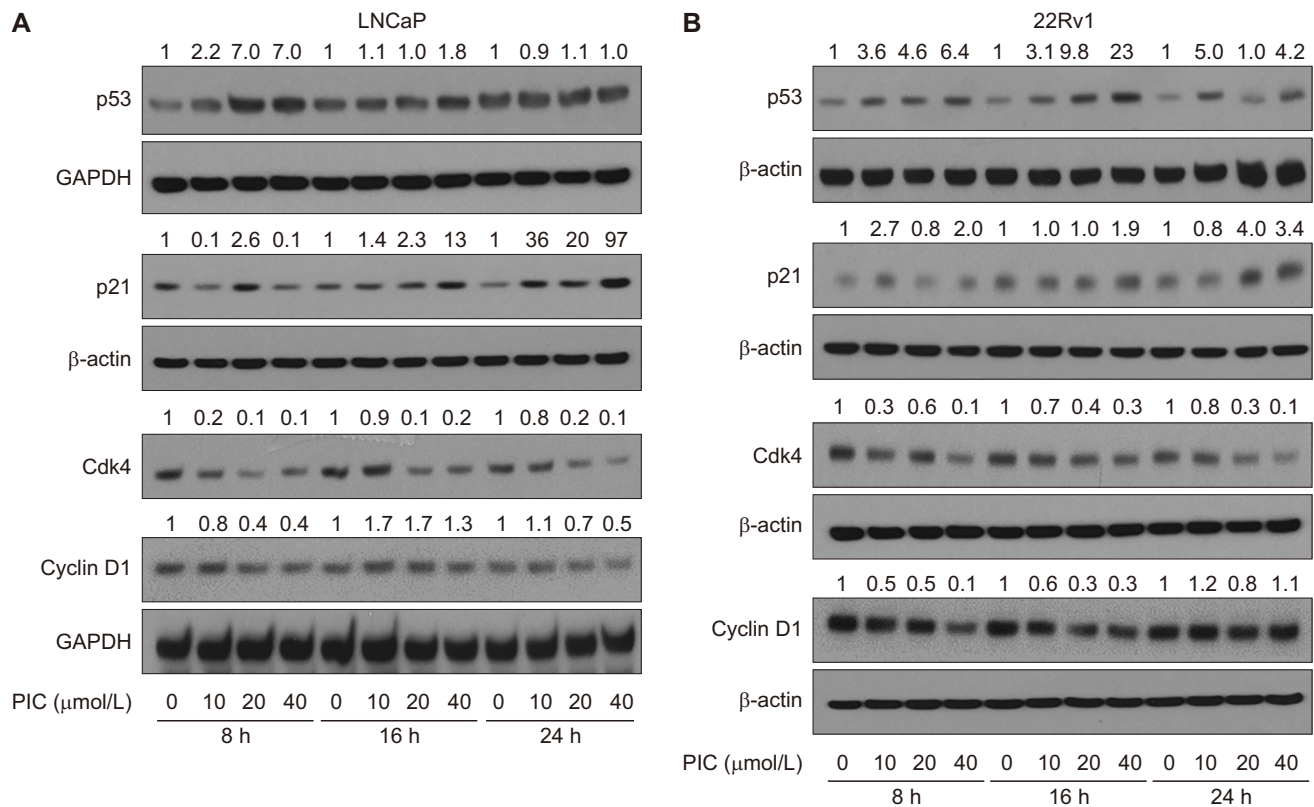 A
LNCaP
1 2.2 7.0 7.0 1 1.1 1.0 1.8 1 0.9 1.1 1.0
p53
GAPDH
1 0.1 2.6 0.1 1 1.4 2.3 13 1 36 20 97
p21
β-actin
1 0.2 0.1 0.1 1 0.9 0.1 0.2 1 0.8 0.2 0.1
Cdk4
1 0.8 0.4 0.4 1 1.7 1.7 1.3 1 1.1 0.7 0.5
Cyclin D1
GAPDH
PIC (μmol/L) 0 10 20 40 0 10 20 40 0 10 20 40
8 h 16 h 24 h
B
22Rv1
1 3.6 4.6 6.4 1 3.1 9.8 23 1 5.0 1.0 4.2
p53
β-actin
1 2.7 0.8 2.0 1 1.0 1.0 1.9 1 0.8 4.0 3.4
p21
β-actin
1 0.3 0.6 0.1 1 0.7 0.4 0.3 1 0.8 0.3 0.1
Cdk4
β-actin
1 0.5 0.5 0.1 1 0.6 0.3 0.3 1 1.2 0.8 1.1
Cyclin D1
β-actin
PIC (μmol/L) 0 10 20 40 0 10 20 40 0 10 20 40
8 h 16 h 24 h